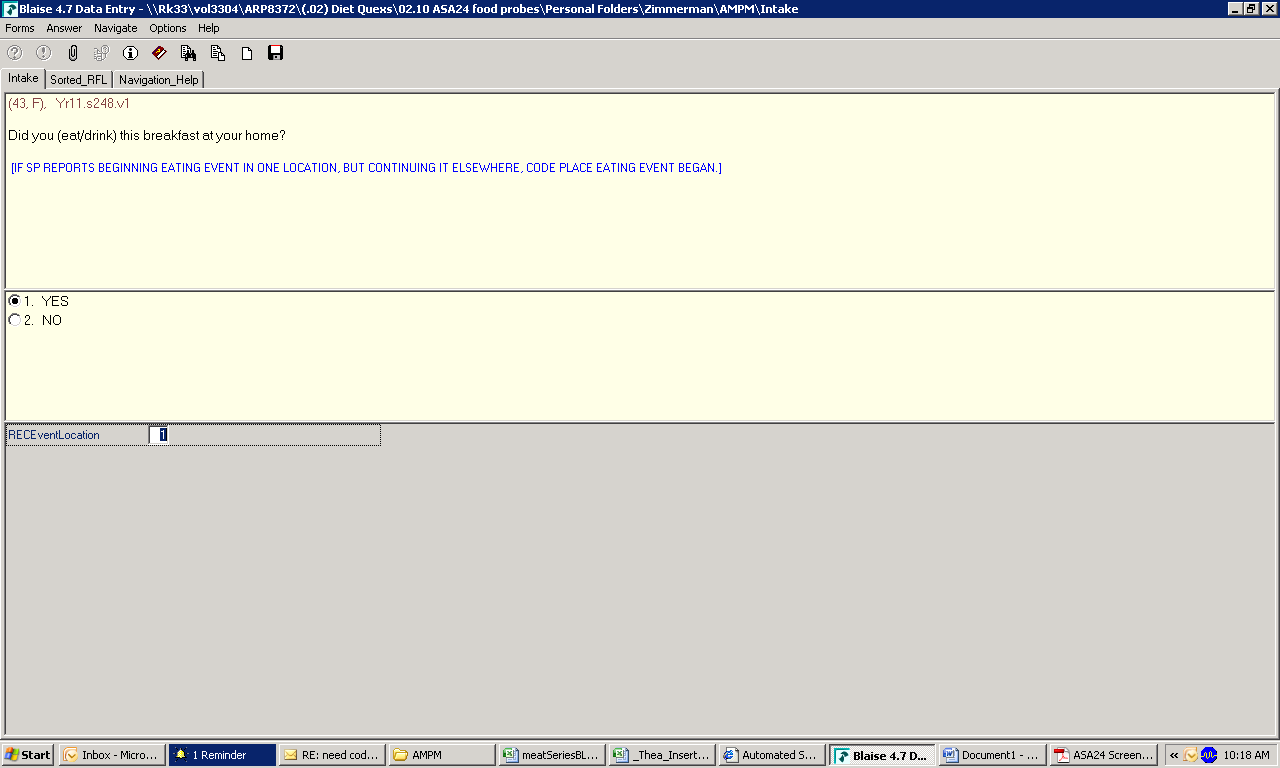 Blaise 4.7 Data Entry - \\Rk33\vol3304\ARP8372\(.02) Diet Quexs\02.10 ASA24 food probes\Personal Folders\Zimmerman\AMPM\Intake
Forms Answer Navigate Options Help
Intake Sorted_RFL Navigation_Help
(43, F), Yr11.s248.v1
Did you (eat/drink) this breakfast at your home?
[IF SP REPORTS BEGINNING EATING EVENT IN ONE LOCATION, BUT CONTINUING IT ELSEWHERE, CODE PLACE EATING EVENT BEGAN.]
1. YES
2. NO
RECEventLocation 1
Start Inbox - Micro... 1 Reminder RE: need cod... AMPM meatSeriesBL... _Thea_Insert... Automated S... Blaise 4.7 D... Document1 - ... ASA24 Screen... « 10:18 AM